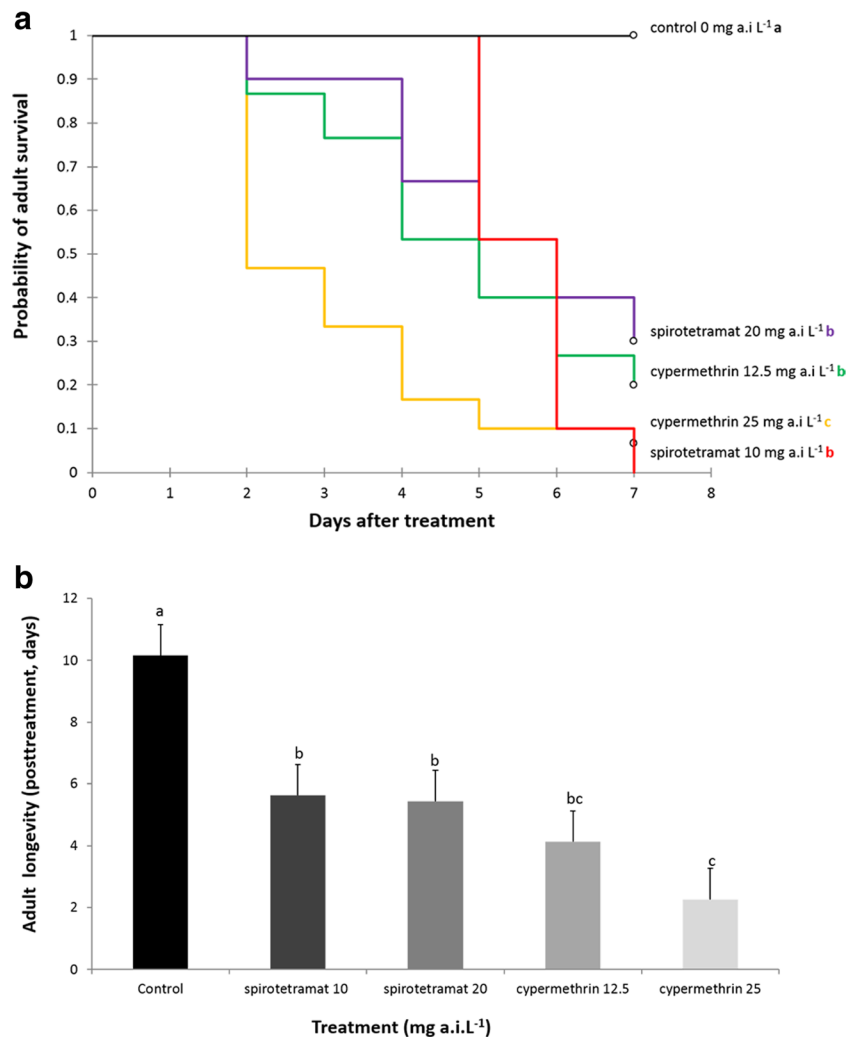 a
control 0 mg a.i L⁻¹ a
1
0.9
0.8
0.7
0.6
0.5
0.4
0.3
0.2
0.1
0
Probability of adult survival
spirotetramat 20 mg a.i L⁻¹ b
cypermethrin 12.5 mg a.i L⁻¹ b
cypermethrin 25 mg a.i L⁻¹ c
spirotetramat 10 mg a.i L⁻¹ b
0 1 2 3 4 5 6 7 8
Days after treatment
b
12
10
8
6
4
2
0
Adult longevity (posttreatment, days)
a
b
b
bc
c
Control spirotetramat 10 spirotetramat 20 cypermethrin 12.5 cypermethrin 25
Treatment (mg a.i.L⁻¹)